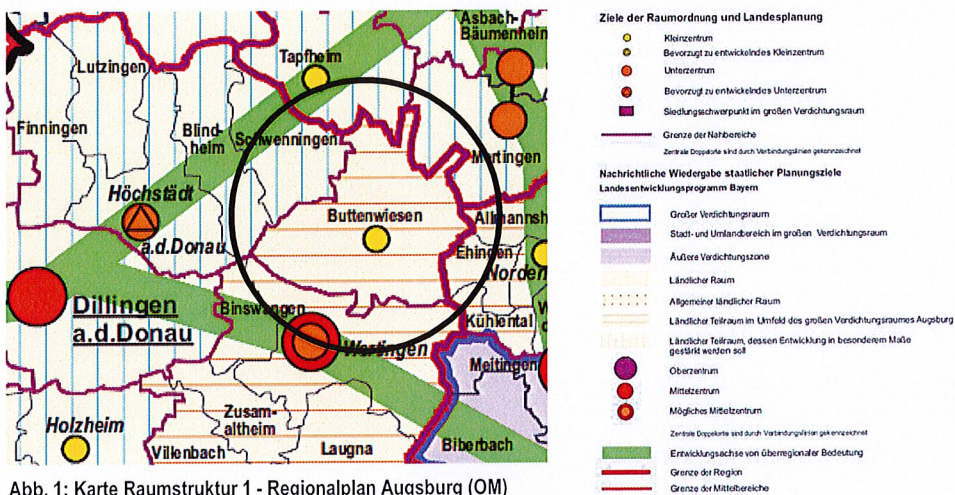 Asbach-
Bäumenheim
Tapfheim
Lutzingen
Finningen
Blind-
heim
Schwenningen
Mertingen
Höchstädt
a.d.Donau
Buttenwiesen
Allmannsh
Ehingen
Norden
Dillingen
a.d.Donau
Binswangen
Wertingen
Kühlental
Meitingen
Holzheim
Zusam-
altheim
Villenbach
Laugna
Biberbach
Abb. 1: Karte Raumstruktur 1 - Regionalplan Augsburg (OM)
Ziele der Raumordnung und Landesplanung
Kleinzentrum
Bevorzugt zu entwickelndes Kleinzentrum
Unterzentrum
Bevorzugt zu entwickelndes Unterzentrum
Siedlungsschwerpunkt im großen Verdichtungsraum
Grenze der Nahbereiche
Zentrale Doppelorte sind durch Verbindungslinien gekennzeichnet
Nachrichtliche Wiedergabe staatlicher Planungsziele
Landesentwicklungsprogramm Bayern
Großer Verdichtungsraum
Stadt- und Umlandbereich im großen Verdichtungsraum
Äußere Verdichtungszone
Ländlicher Raum
Allgemeiner ländlicher Raum
Ländlicher Teilraum im Umfeld des großen Verdichtungsraumes Augsburg
Ländlicher Teilraum, dessen Entwicklung in besonderem Maße
gestärkt werden soll
Oberzentrum
Mittelzentrum
Mögliches Mittelzentrum
Zentrale Doppelorte sind durch Verbindungslinien gekennzeichnet
Entwicklungsachse von überregionaler Bedeutung
Grenze der Region
Grenze der Mittelbereiche